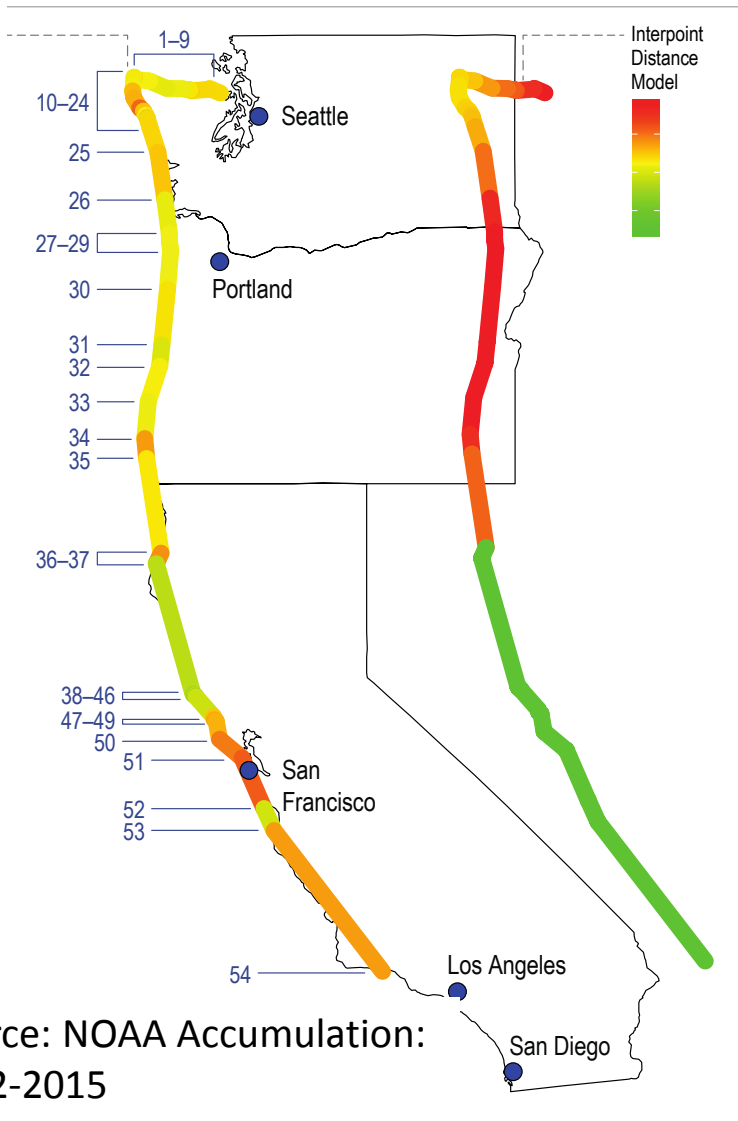 1–9
Interpoint
Distance
Model
10–24
Seattle
25
26
27–29
Portland
30
31
32
33
34
35
36–37
38–46
47–49
50
51
San
Francisco
52
53
54
Los Angeles
San Diego
NOAA Accumulation:
-2015